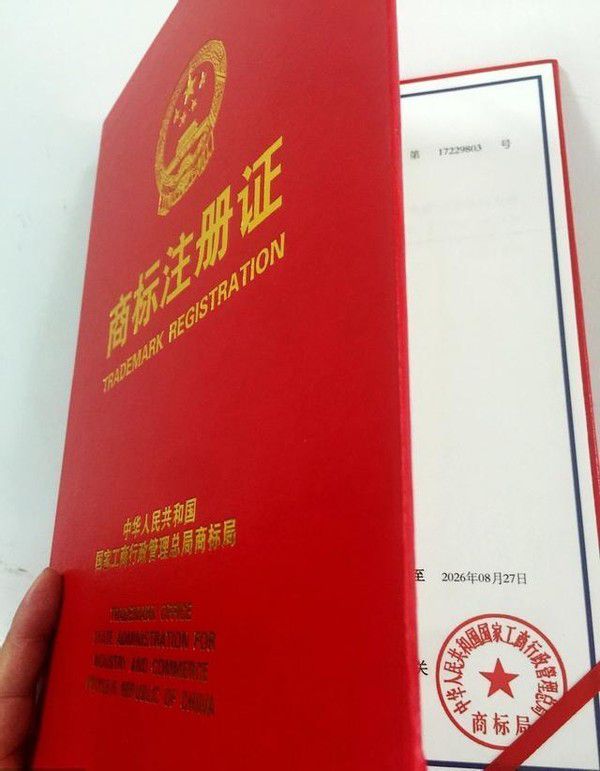 商标注册证
TRADEMARK REGISTRATION
中华人民共和国
国家工商行政管理总局商标局
TRADEMARK OFFICE
STATE ADMINISTRATION FOR
INDUSTRY AND COMMERCE
PEOPLE'S REPUBLIC OF CHINA
第 17229803 号
至 2026年08月27日
关
中华人民共和国国家工商行政管理总局
商标局